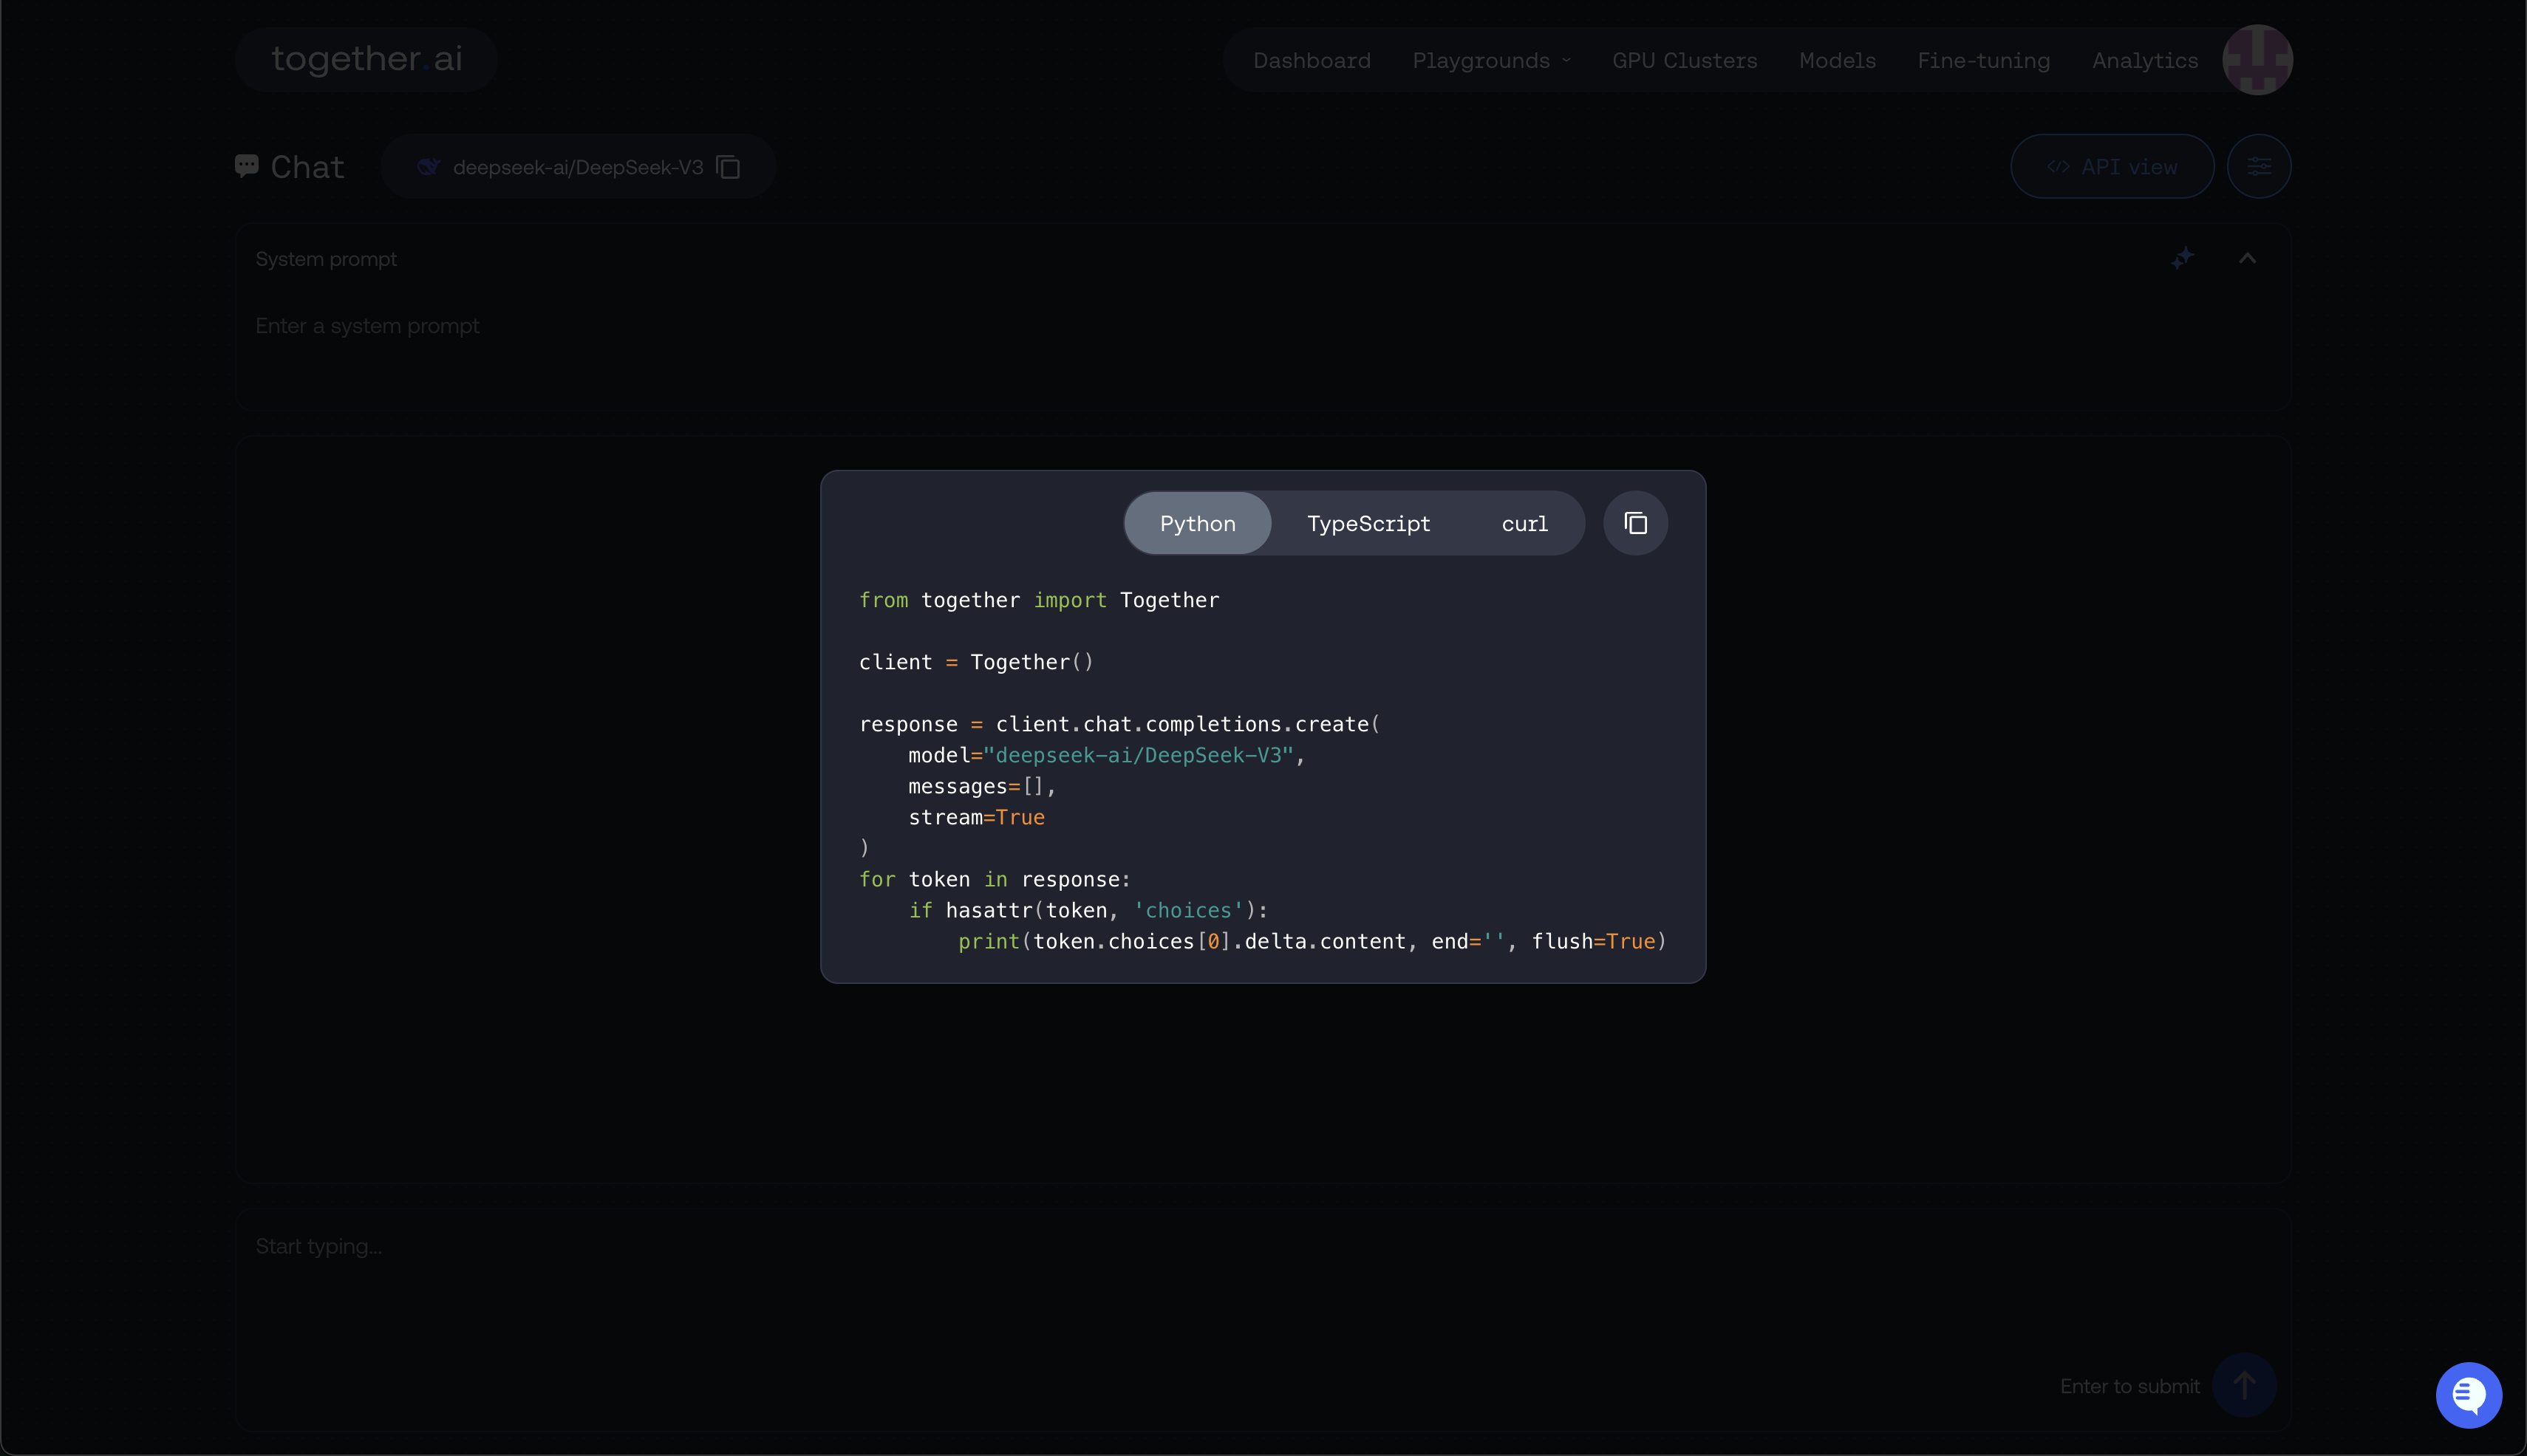 together.ai
Dashboard Playgrounds GPU Clusters Models Fine-tuning Analytics
Chat deepseek-ai/DeepSeek-V3 </> API view
System prompt
Enter a system prompt
Python TypeScript curl
from together import Together
client = Together()
response = client.chat.completions.create(
    model="deepseek-ai/DeepSeek-V3",
    messages=[],
    stream=True
)
for token in response:
    if hasattr(token, 'choices'):
        print(token.choices[0].delta.content, end='', flush=True)
Start typing...
Enter to submit